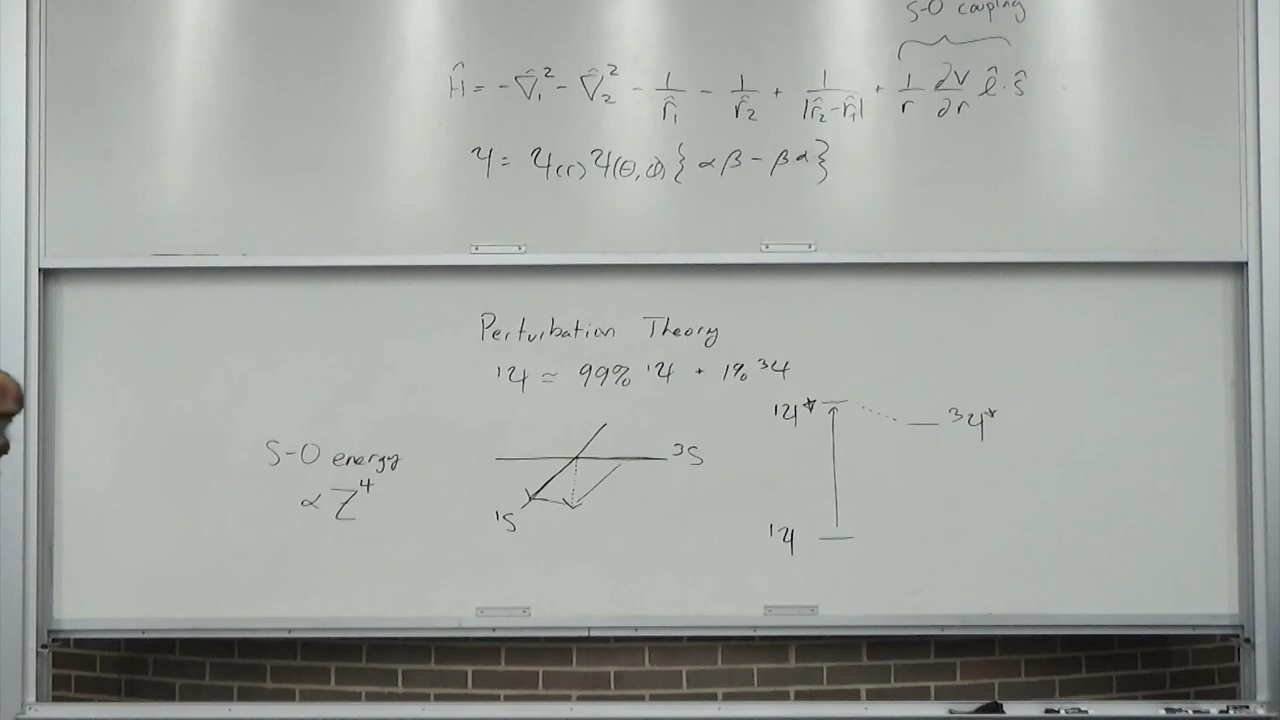 S-O coupling
Ĥ = -∇̂₁² - ∇̂₂² - 1/r̂₁ - 1/r̂₂ + 1/|r̂₂-r̂₁| + 1/r ∂V/∂r ℓ̂·ŝ
Ψ = Ψ(r) Ψ(θ,φ) { αβ - βα }
Perturbation Theory
¹Ψ ≃ 99% ¹Ψ + 1% ³Ψ
S-O energy
∝ Z⁴
³S
¹S
¹Ψ*
³Ψ*
¹Ψ